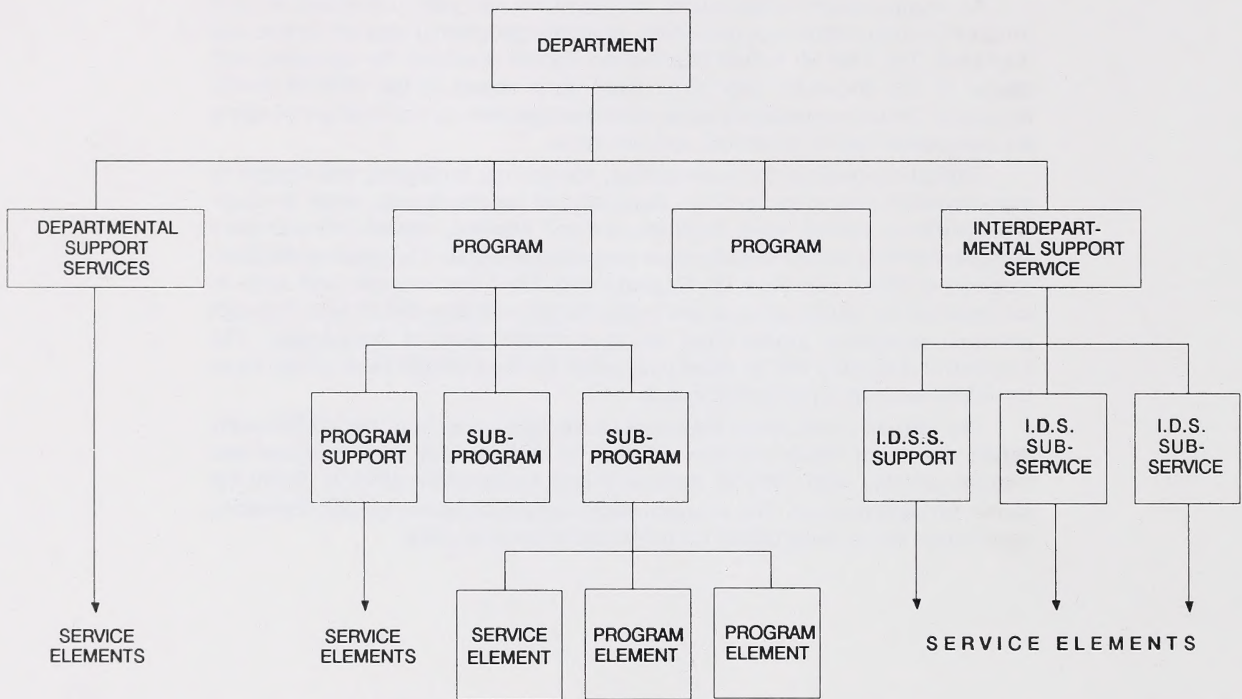 DEPARTMENT
DEPARTMENTAL
SUPPORT
SERVICES
PROGRAM
PROGRAM
INTERDEPART-
MENTAL SUPPORT
SERVICE
PROGRAM
SUPPORT
SUB-
PROGRAM
SUB-
PROGRAM
I.D.S.S.
SUPPORT
I.D.S.
SUB-
SERVICE
I.D.S.
SUB-
SERVICE
SERVICE
ELEMENTS
SERVICE
ELEMENTS
SERVICE
ELEMENT
PROGRAM
ELEMENT
PROGRAM
ELEMENT
SERVICE ELEMENTS